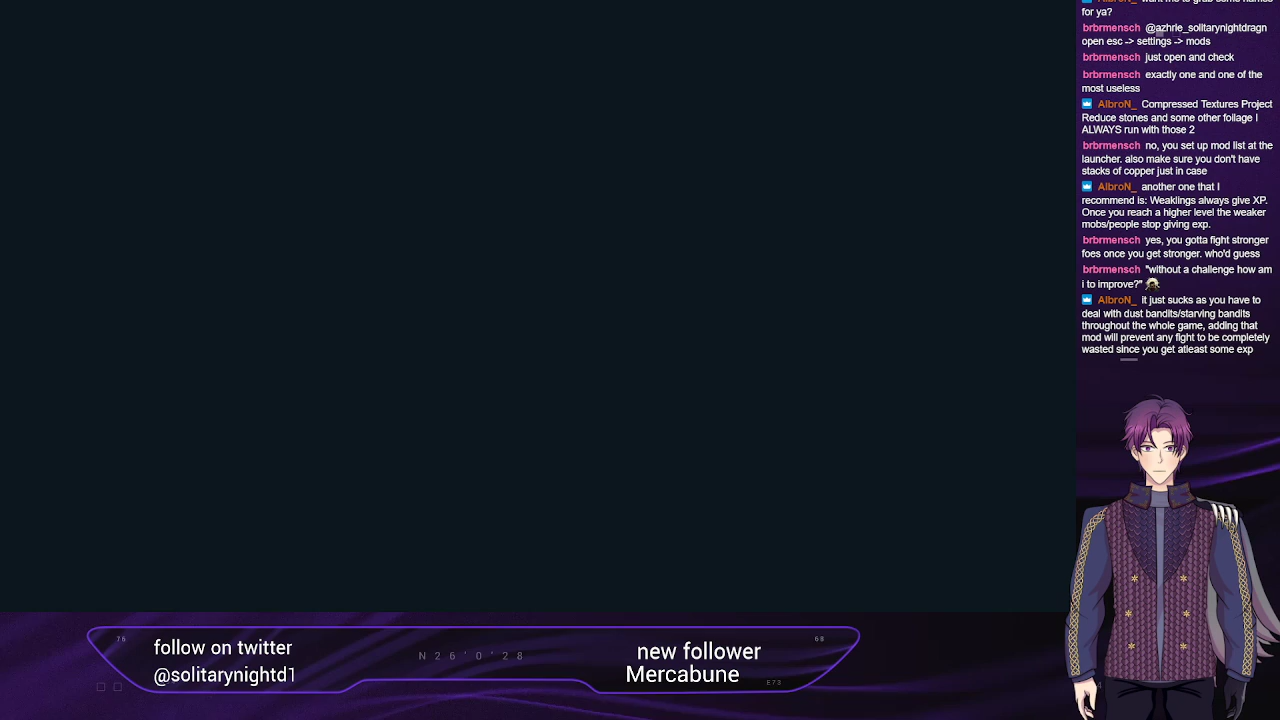 for ya?
brbrmensch @azhrie_solitarynightdragn
open esc -> settings -> mods
brbrmensch just open and check
brbrmensch exactly one and one of the
most useless
AlbroN_ Compressed Textures Project
Reduce stones and some other foliage I
ALWAYS run with those 2
brbrmensch no, you set up mod list at the
launcher. also make sure you don't have
stacks of copper just in case
AlbroN_ another one that I
recommend is: Weaklings always give XP.
Once you reach a higher level the weaker
mobs/people stop giving exp.
brbrmensch yes, you gotta fight stronger
foes once you get stronger. who'd guess
brbrmensch "without a challenge how am
i to improve?"
AlbroN_ it just sucks as you have to
deal with dust bandits/starving bandits
throughout the whole game, adding that
mod will prevent any fight to be completely
wasted since you get atleast some exp
76
follow on twitter
@solitarynightd1
N26'0'28
68
new follower
Mercabune
E73